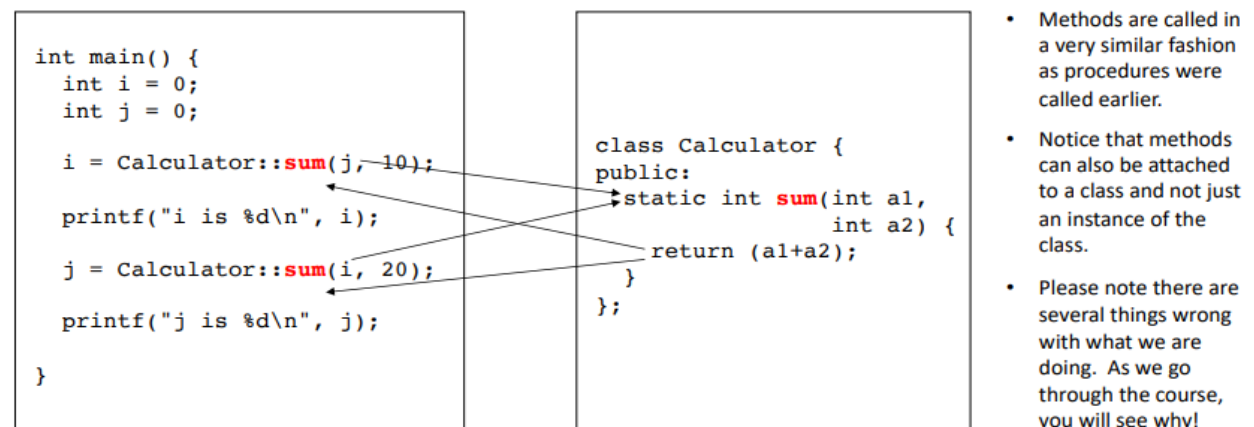 int main() {
int i = 0;
int j = 0;
i = Calculator::sum(j, 10);
printf("i is %d\n", i);
j = Calculator::sum(i, 20);
printf("j is %d\n", j);
}
class Calculator {
public:
static int sum(int a1,
int a2) {
return (a1+a2);
}
};
• Methods are called in
a very similar fashion
as procedures were
called earlier.
• Notice that methods
can also be attached
to a class and not just
an instance of the
class.
• Please note there are
several things wrong
with what we are
doing. As we go
through the course,
you will see why!